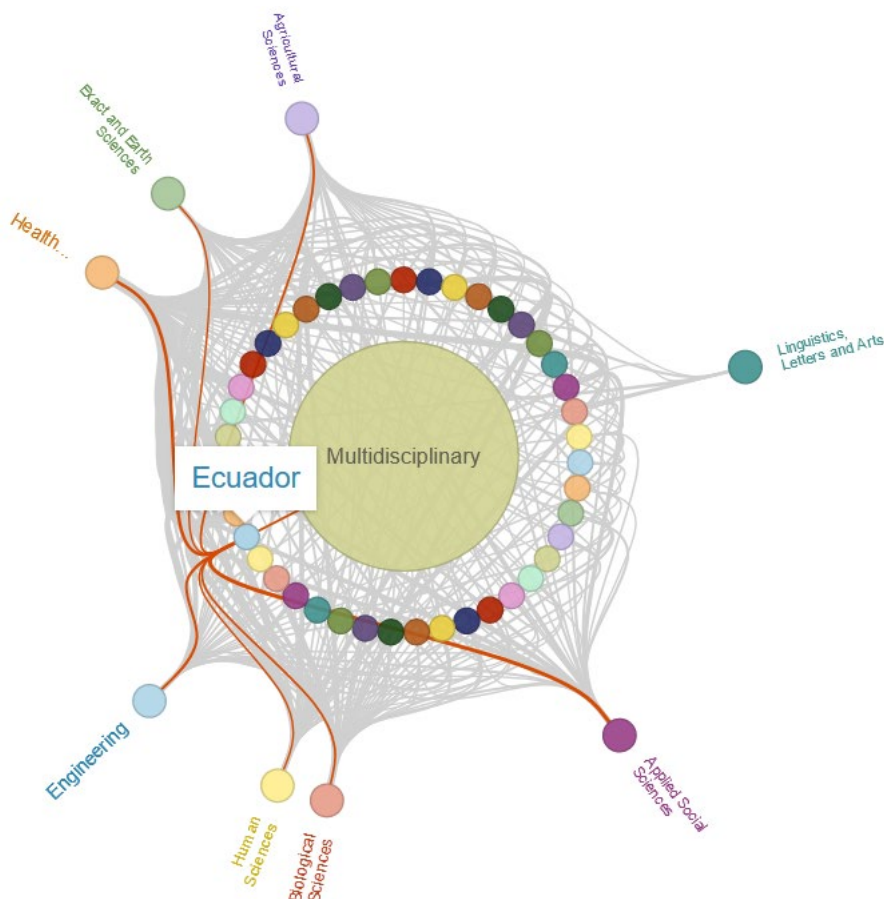 Agricultural
Sciences
Exact and Earth
Sciences
Health...
Linguistics,
Letters and Arts
Multidisciplinary
Ecuador
Engineering
Human
Sciences
Biological
Sciences
Applied Social
Sciences